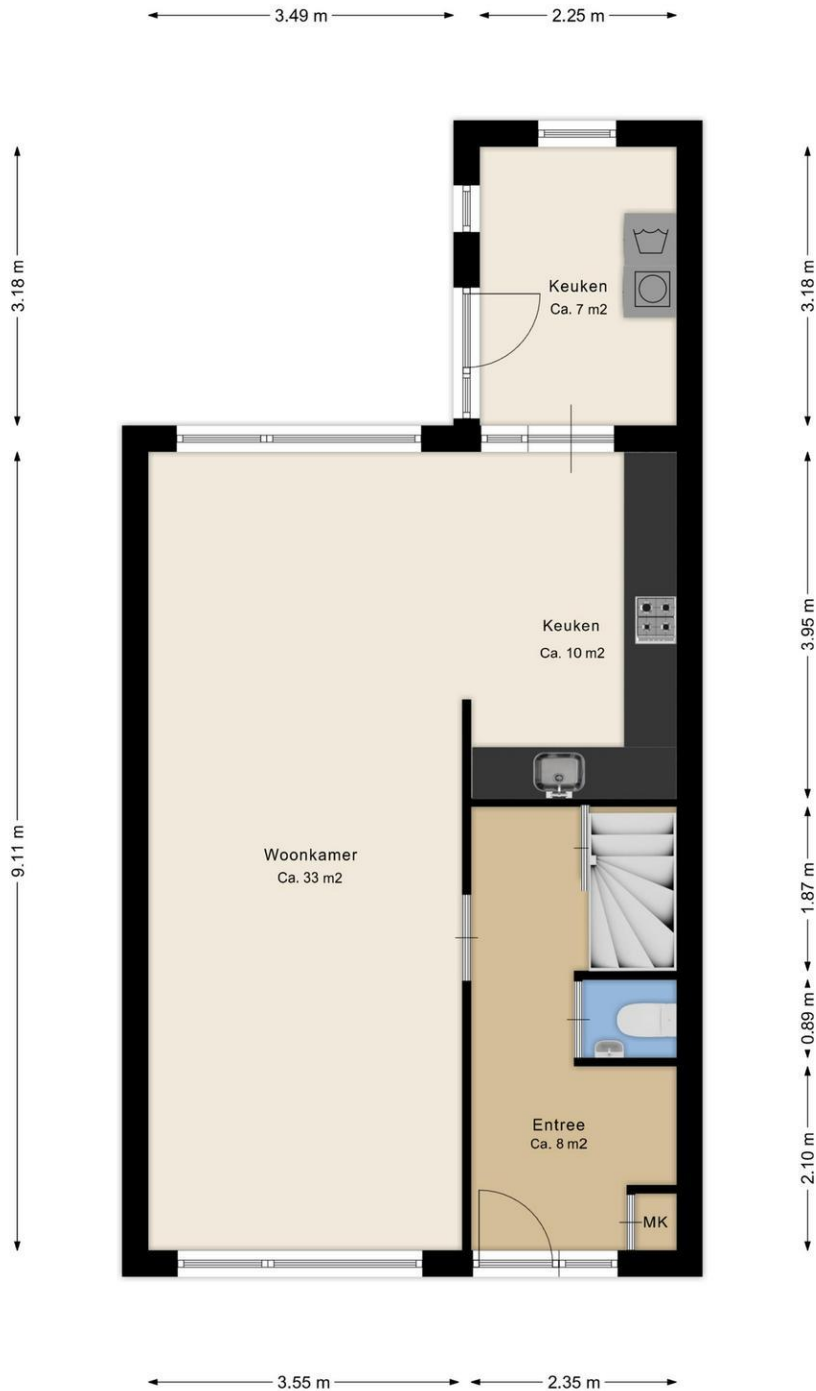 3.49 m
2.25 m
3.18 m
3.18 m
Keuken
Ca. 7 m2
3.95 m
Keuken
Ca. 10 m2
9.11 m
Woonkamer
Ca. 33 m2
1.87 m
0.89 m
Entree
Ca. 8 m2
2.10 m
MK
3.55 m
2.35 m